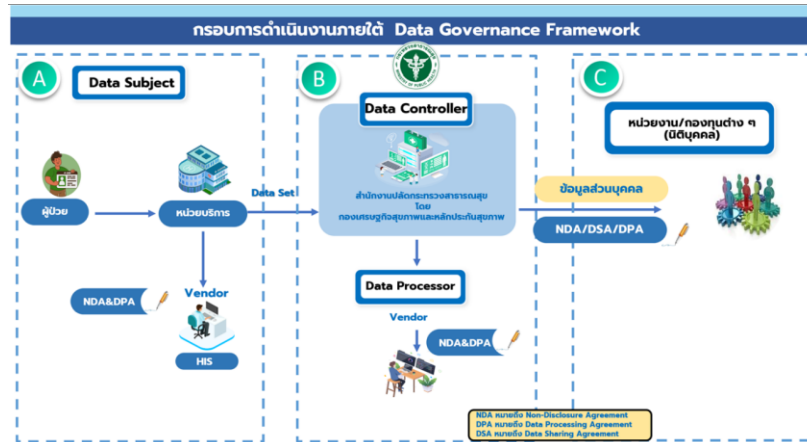 กรอบการดำเนินงานภายใต้ Data Governance Framework
A
Data Subject
ผู้ป่วย
หน่วยบริการ
Data Set
NDA&DPA
Vendor
HIS
B
Data Controller
สำนักงานปลัดกระทรวงสาธารณสุข
โดย
กองเศรษฐกิจสุขภาพและหลักประกันสุขภาพ
Data Processor
Vendor
NDA&DPA
C
หน่วยงาน/กองทุนต่าง ๆ
(นิติบุคคล)
ข้อมูลส่วนบุคคล
NDA/DSA/DPA
NDA หมายถึง Non-Disclosure Agreement
DPA หมายถึง Data Processing Agreement
DSA หมายถึง Data Sharing Agreement